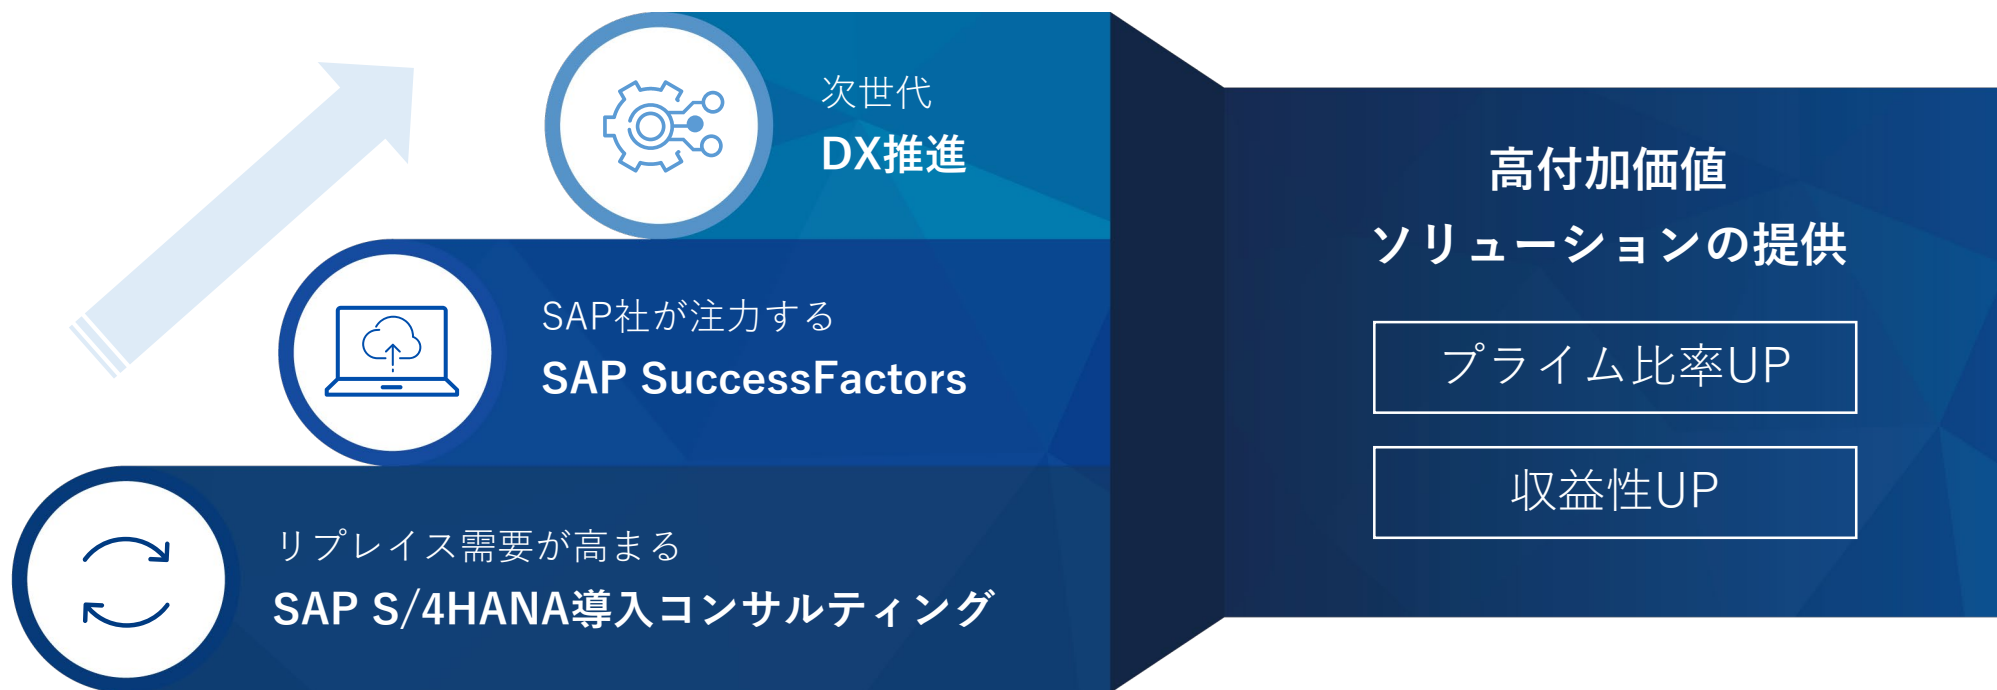 次世代
DX推進
SAP社が注力する
SAP SuccessFactors
リプレイス需要が高まる
SAP S/4HANA導入コンサルティング
高付加価値
ソリューションの提供
プライム比率UP
収益性UP